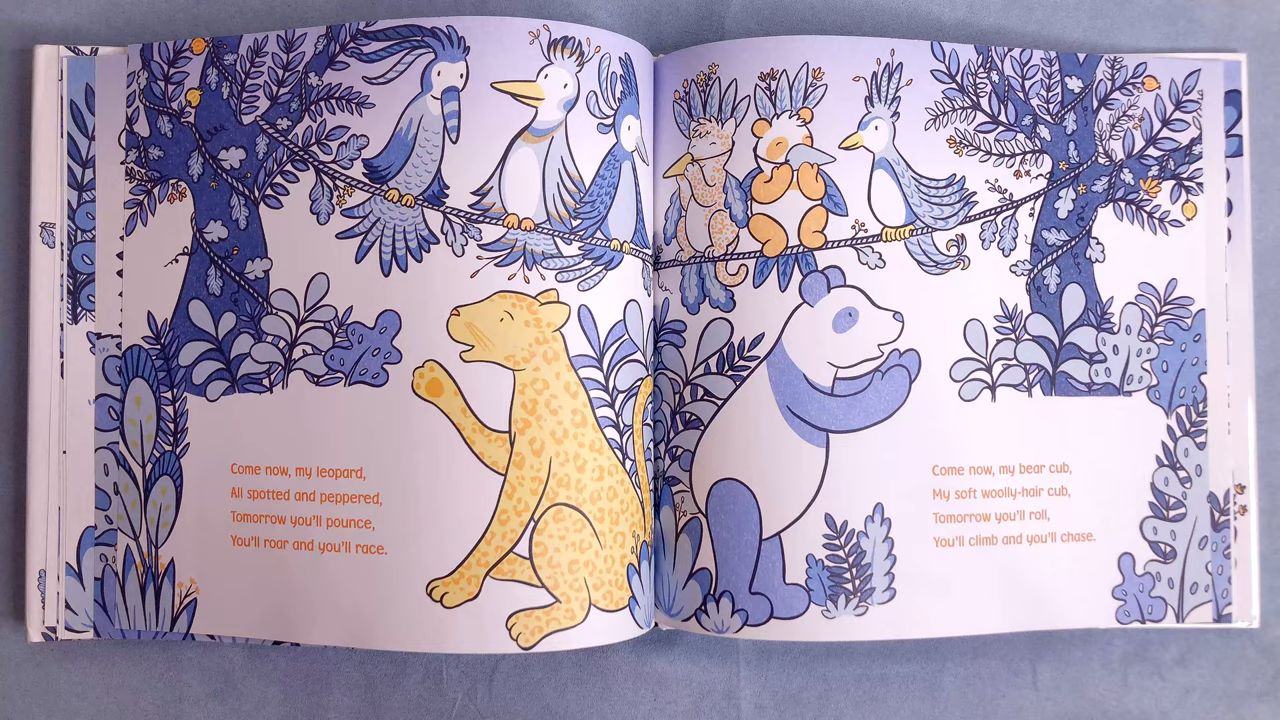 Come now, my leopard,
All spotted and peppered,
Tomorrow you'll pounce,
You'll roar and you'll race.
Come now, my bear cub,
My soft woolly-hair cub,
Tomorrow you'll roll,
You'll climb and you'll chase.